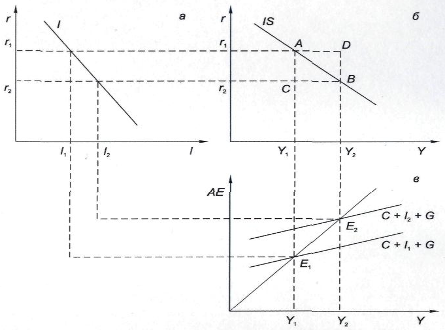 r а
I
r₁
r₂
I₁ I₂ I
r б
IS
r₁ A D
r₂ C B
Y₁ Y₂ Y
AE в
C + I₂ + G
E₂
C + I₁ + G
E₁
Y₁ Y₂ Y